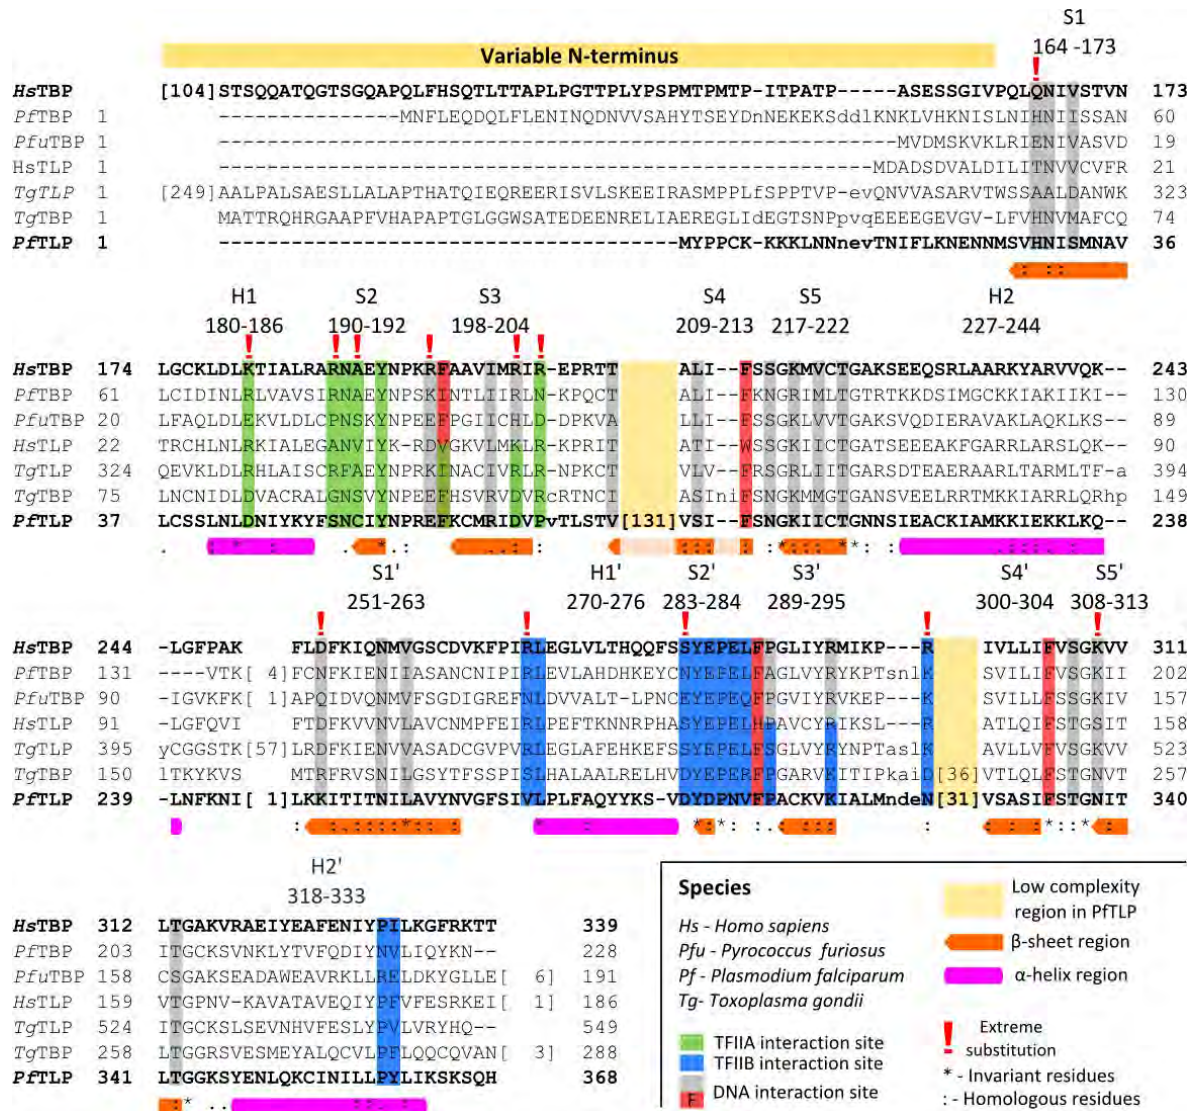 S1
Variable N-terminus 164 -173
HsTBP [104]STSQQATQGTSGQAPQLFHSQTLTTAPLPGTTPLYPSPMTPMTP-ITPATP-----ASESSGIVPQLQNIVSTVN 173
PfTBP 1 ----------------MNFLEQDQLFLENINQDNVVSAHYTSEYDnNEKEKSddlKNKLVHKNISLNIHNIISSAN 60
PfuTBP 1 ----------------------------------------------------------MVDMSKVKLRIENIVASVD 19
HsTLP 1 --------------------------------------------------------MDADSDVALDILITNVVCVFR 21
TgTLP 1 [249]AALPALSAESLLALAPTHATQIEQREERISVLSKEEIRASMPPLfSPPTVP-evQNVVASARVTWSSAALDANWK 323
TgTBP 1 MATTRQHRGAAPFVHAPAPTGLGGWSATEDEENRELIAEREGLIdEGTSNPpvqEEEEGEVGV-LFVHNVMAFCQ 74
PfTLP 1 -----------------------------------------MYPPCK-KKKLNNnevTNIFLKNENNMSVHNISMNAV 36
: ::
H1 S2 S3 S4 S5 H2
180-186 190-192 198-204 209-213 217-222 227-244
HsTBP 174 LGCKLDLKTIALRARNAEYNPKRFAAVIMRIR-EPRTT ALI--FSSGKMVCTGAKSEEQSRLAARKYARVVQK-- 243
PfTBP 61 LCIDINLRLVAVSIRNAEYNPSKINTLIIRLN-KPQCT ALI--FKNGRIMLTGTRTKKDSIMGCKKIAKIIKI-- 130
PfuTBP 20 LFAQLDLEKVLDLCPNSKYNPEEFPGIICHLD-DPKVA ALI--FSSGKLVVTGAKSVQDAVKLAQKLKS-- 89
HsTLP 22 TRCHLNLRKIALEGANVIYK-RDVGKVLMKLR-KPRIT ATI--WSSGKIICTGATSEEEAKFGARRLARSLQK-- 90
TgTLP 324 QEVKLDLRHLAISCRFAEYNPRKINACIVRLR-NPKCT VLV--FRSGRLIITGARSDTEAERAARLTARMLTF-a 394
TgTBP 75 LNCNIDLDVACRALGNSVYNPEEFHSVRVDVRcRTNCI ASIniFSNGKMMGTGANSVEELRRTMKKIARRLQRhp 149
PfTLP 37 LCSSLNLDNIYKYFSNCIYNPREFKCMRIDVPvTLSTV[131]VSI--FSNGKIICTGNNSIEACKIAMKKIEKKLKQ-- 238
S1' H1' S2' S3' S4' S5'
251-263 270-276 283-284 289-295 300-304 308-313
HsTBP 244 -LGFPAK FLDFKIQNMVGSCDVKFPIRLEGLVLTHQQFSSYEPELFPGLIYRMIKP---R IVLLIFVSGKVV 311
PfTBP 131 ---VTK[ 4]FCNFKIENIIASANCNIPIRLEVLAHDHKEYCNYEPELFAGLVYRYKPTsnlK SVILIFVSGKII 202
PfuTBP 90 -IGVKFK[ 1]APQIDVQNMVFSGDIGREFNLDVVALT-LPNCEYEPEQFPGVIYRVKEP---K SVILLFSSGKIV 157
HsTLP 91 -LGFQVI FTDFKVVNVLAVCNMPFEIRLPEFTKNNRPHASYEPELHPAVCYRIKSL---R ATLQIFSTGSIT 158
TgTLP 395 yCGGSTK[57]LRDFKIENVVASADCGVPVRLEGLAFEHKEFSSYEPELFSGLVYRYNPTaslK AVLLVFVSGKVV 523
TgTBP 150 lTKYKVS MTRFRVSNILGSYTFSSPISLHALAALRELHVDYEPERFPGARVKITIPkaiD[36]VTLQLFSTGNVT 257
PfTLP 239 -LNFKNI[ 1]LKKITITNILAVYNVGFSIVLPLFAQYYKS-VDYDPNVFPACKVKIALMndeN[31]VSASIFSTGNIT 340
H2'
318-333
HsTBP 312 LTGAKVRAEIYEAFENIYPILKGFRKTT 339
PfTBP 203 ITGCKSVNKLYTVFQDIYNVLIQYKN-- 228
PfuTBP 158 CSGAKSEADAWEAVRKLLRELDKYGLLE[ 6] 191
HsTLP 159 VTGPNV-KAVATAVEQIYPFVFESRKEI[ 1] 186
TgTLP 524 ITGCKSLSEVNHVFESLYPVLVRYHQ-- 549
TgTBP 258 LTGGRSVESMEYALQCVLPFLQQCQVAN[ 3] 288
PfTLP 341 LTGGKSYENLQKCINILLPYLIKSKSQH 368
Species
Hs - Homo sapiens
Pfu - Pyrococcus furiosus
Pf - Plasmodium falciparum
Tg- Toxoplasma gondii
TFIIA interaction site
TFIIB interaction site
F DNA interaction site
Low complexity
region in PfTLP
β-sheet region
α-helix region
! Extreme
substitution
* - Invariant residues
: - Homologous residues